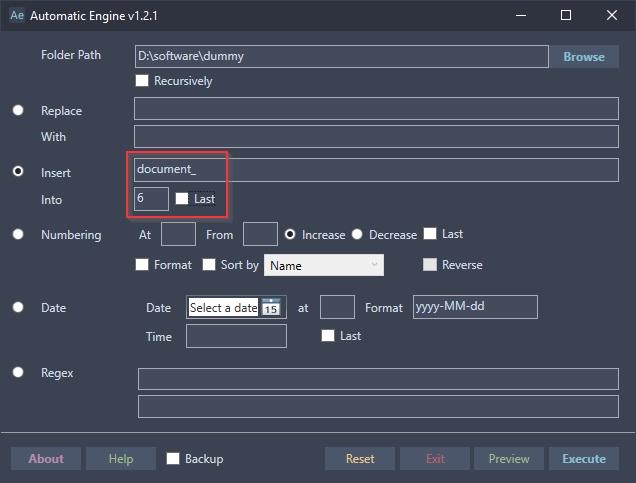 Ae Automatic Engine v1.2.1
Folder Path D:\software\dummy Browse
Recursively
Replace
With
Insert document_
Into 6 Last
Numbering At From Increase Decrease Last
Format Sort by Name Reverse
Date Date Select a date 15 at Format yyyy-MM-dd
Time Last
Regex
About Help Backup Reset Exit Preview Execute